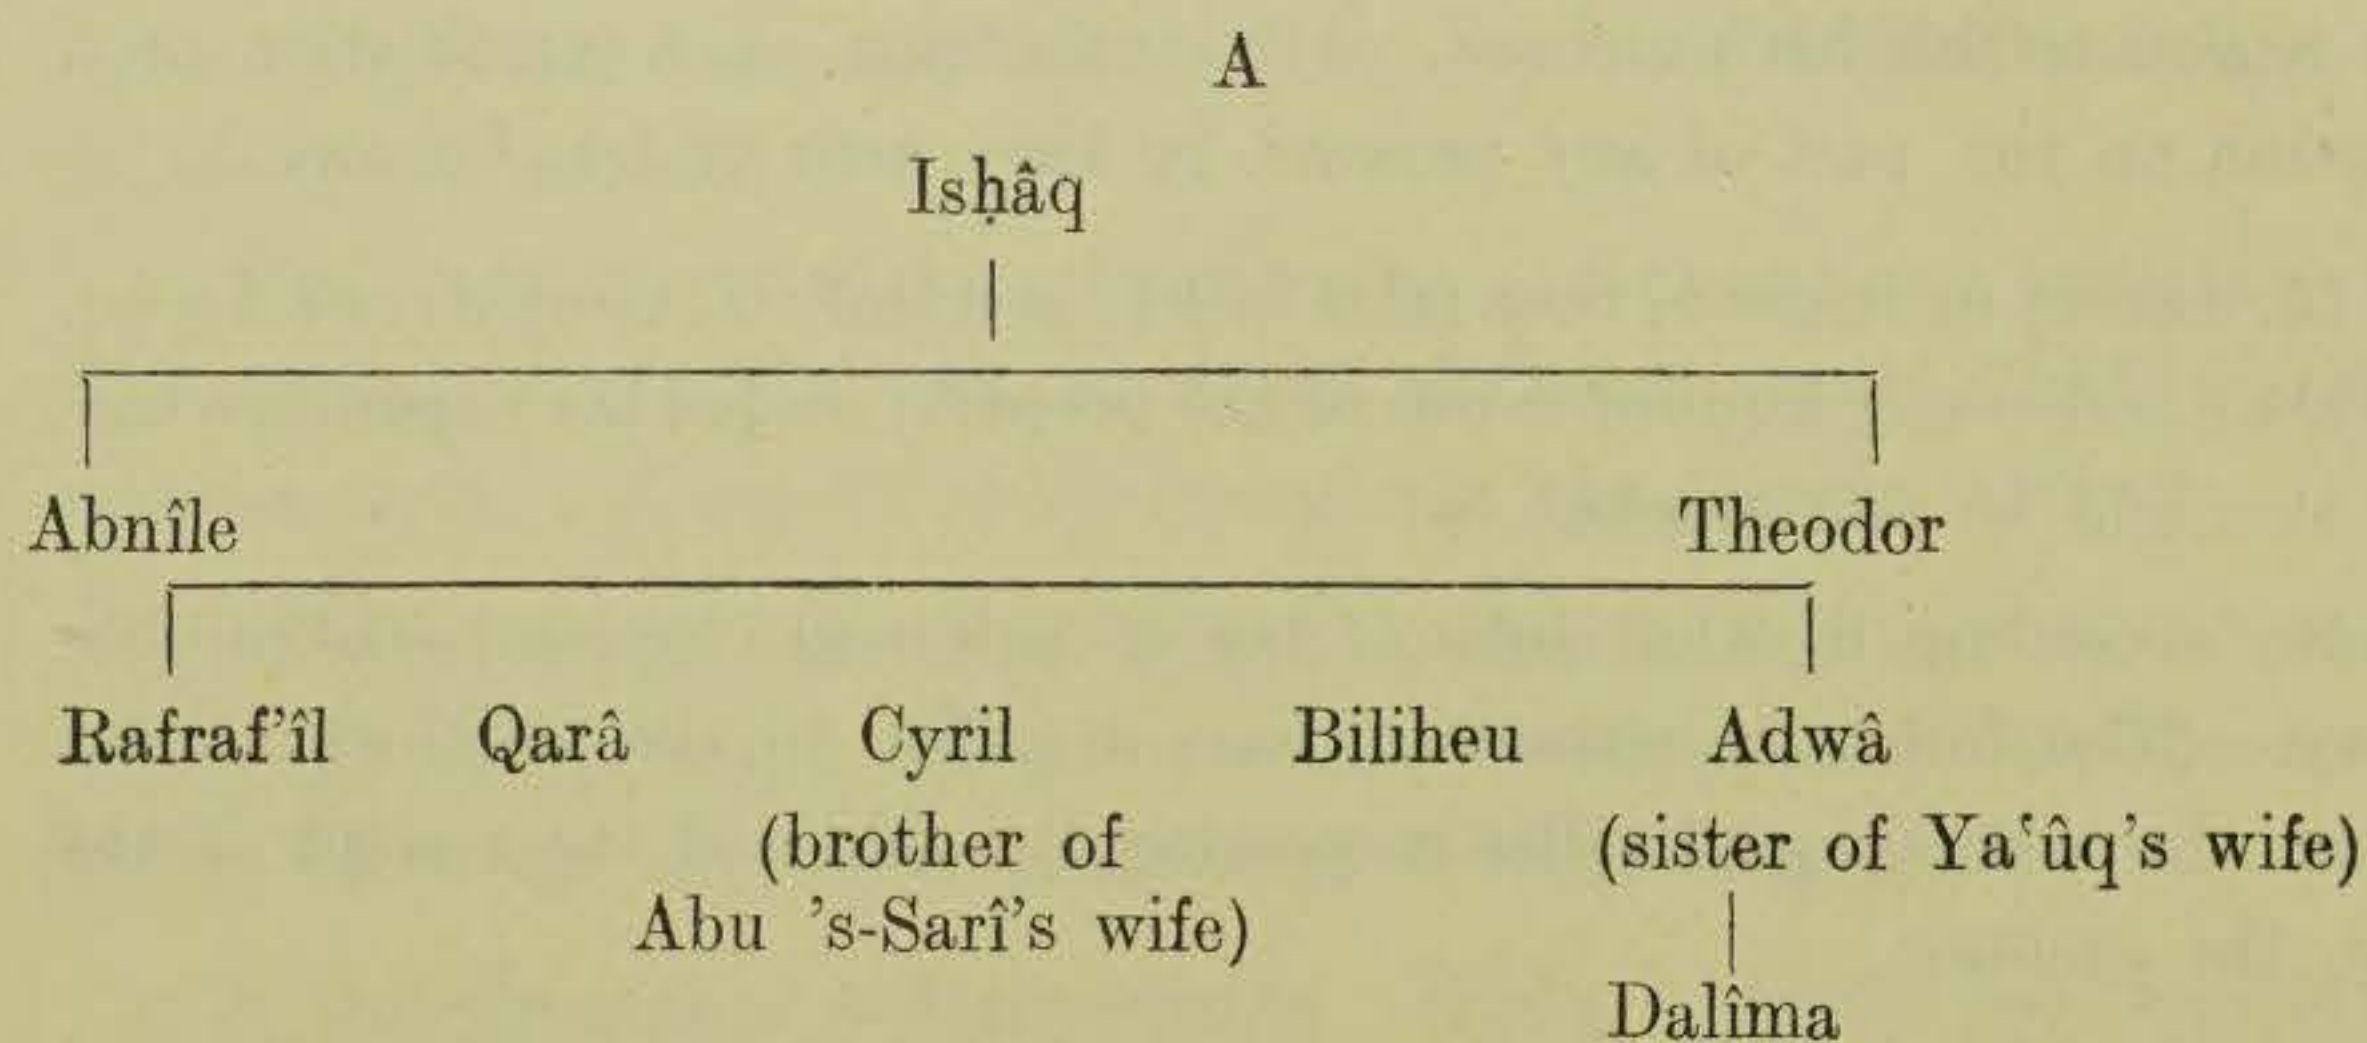 A
Isḥâq
Abnîle Theodor
Rafraf’îl Qarâ Cyril Biliheu Adwâ
(brother of (sister of Ya‘ûq’s wife)
Abu ’s-Sarî’s wife)
Dalîma